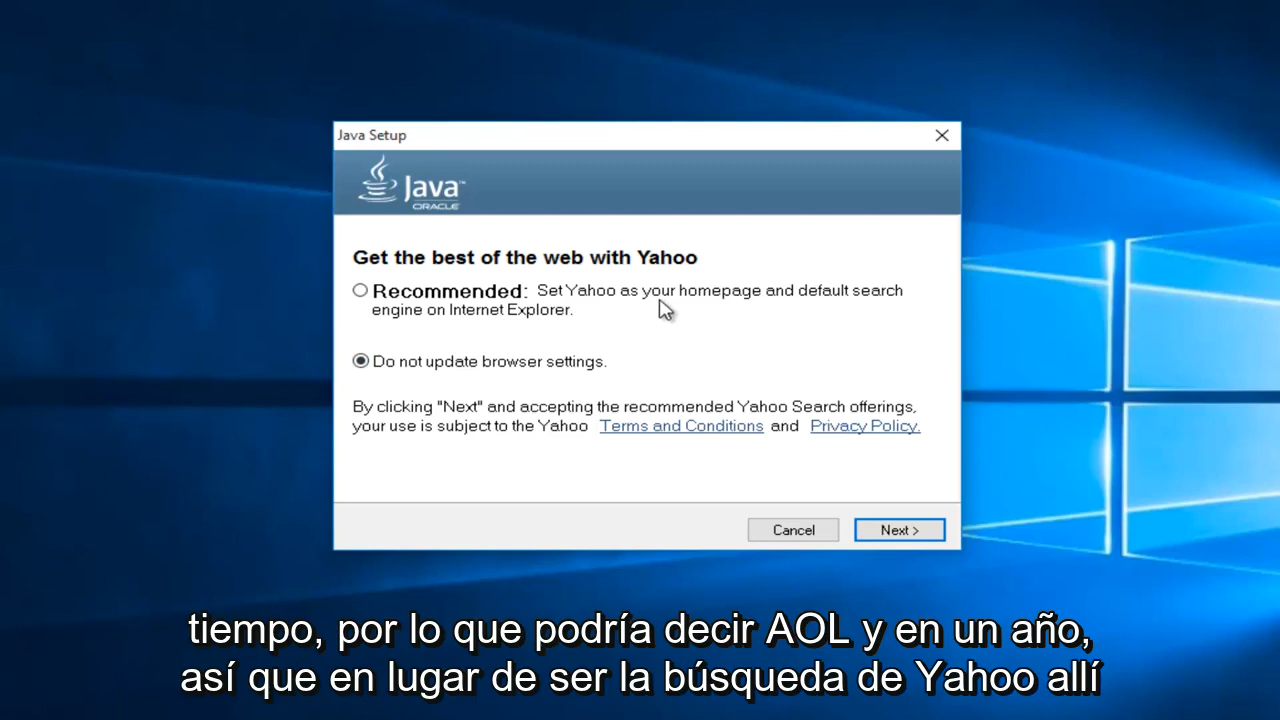 Java Setup
Java™
ORACLE
Get the best of the web with Yahoo
Recommended: Set Yahoo as your homepage and default search
engine on Internet Explorer.
Do not update browser settings.
By clicking "Next" and accepting the recommended Yahoo Search offerings,
your use is subject to the Yahoo Terms and Conditions and Privacy Policy.
Cancel
Next >
tiempo, por lo que podría decir AOL y en un año,
así que en lugar de ser la búsqueda de Yahoo allí